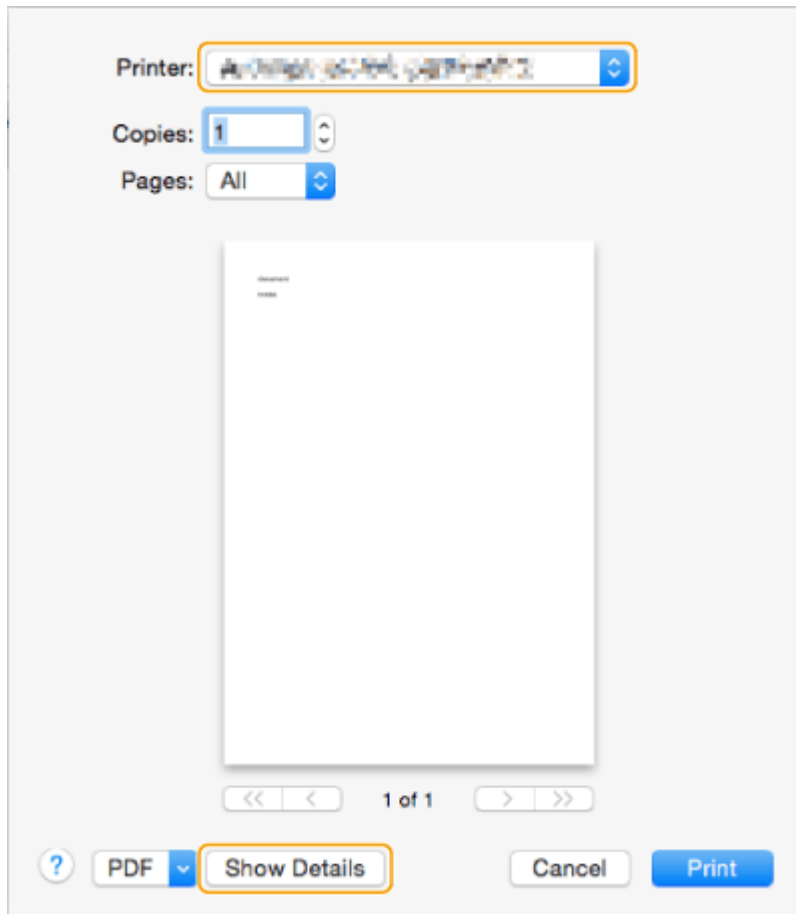 Printer:
Copies: 1
Pages: All
1 of 1
? PDF Show Details Cancel Print